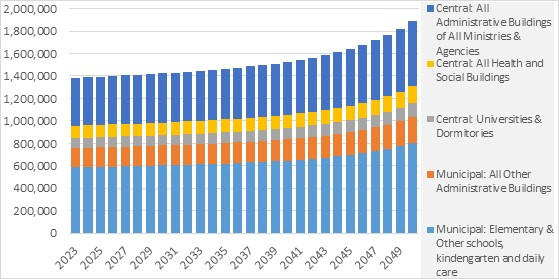 2,000,000
1,800,000
1,600,000
1,400,000
1,200,000
1,000,000
800,000
600,000
400,000
200,000
0
2023
2025
2027
2029
2031
2033
2035
2037
2039
2041
2043
2045
2047
2049
Central: All
Administrative Buildings
of All Ministries &
Agencies
Central: All Health and
Social Buildings
Central: Universities &
Dormitories
Municipal: All Other
Administrative Buildings
Municipal: Elementary &
Other schools,
kindengarten and daily
care